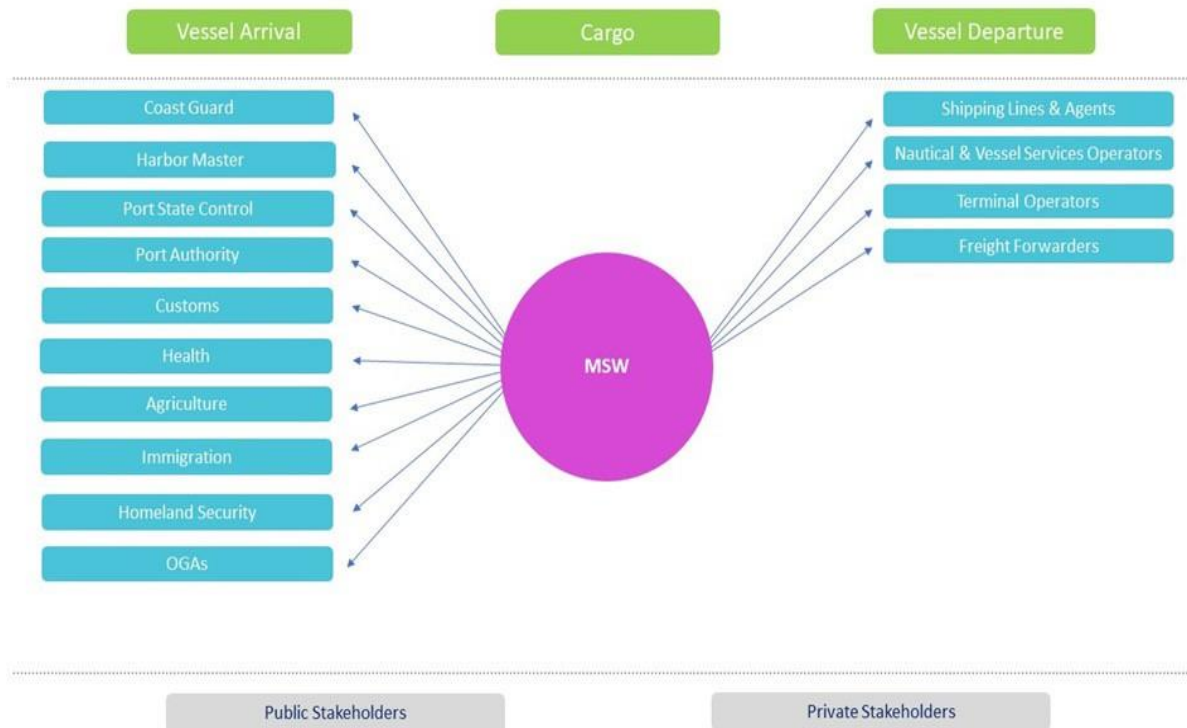 Vessel Arrival
Cargo
Vessel Departure
Coast Guard
Harbor Master
Port State Control
Port Authority
Customs
Health
Agriculture
Immigration
Homeland Security
OGAs
MSW
Shipping Lines & Agents
Nautical & Vessel Services Operators
Terminal Operators
Freight Forwarders
Public Stakeholders
Private Stakeholders